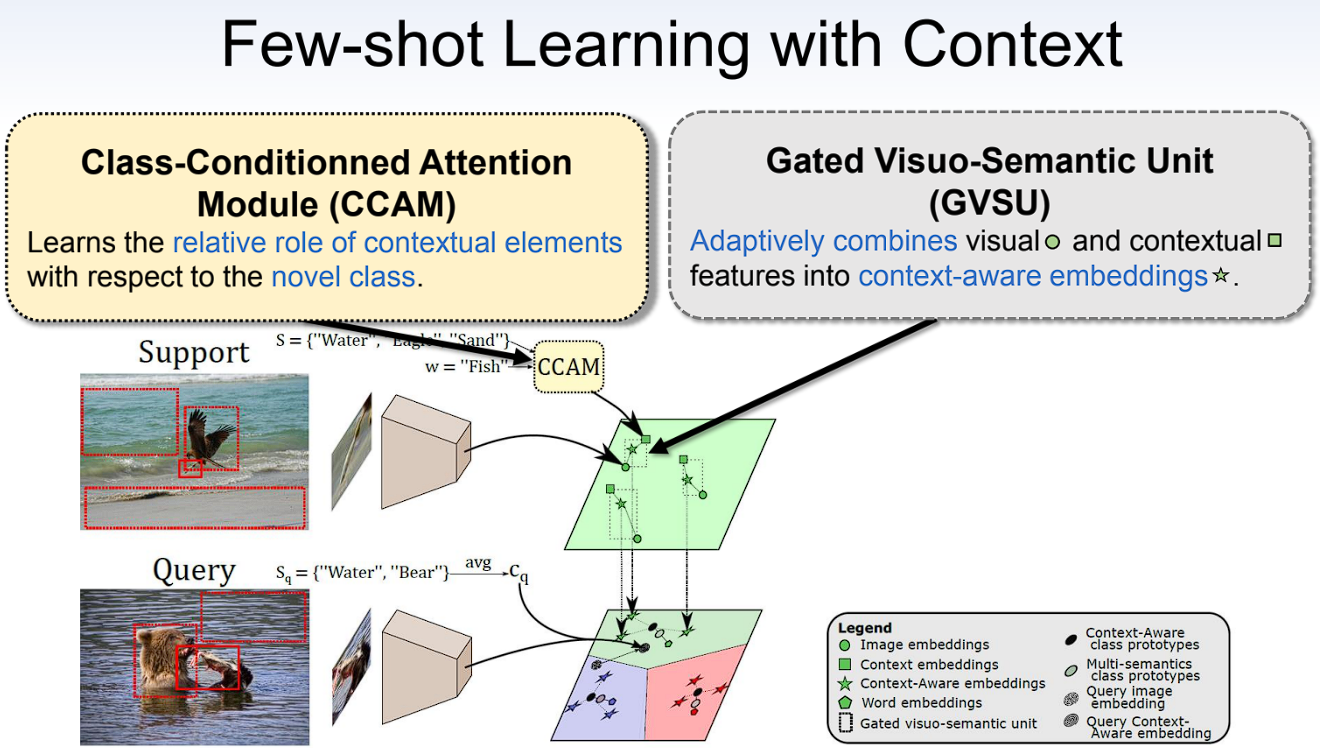 Few-shot Learning with Context
Class-Conditionned Attention
Module (CCAM)
Learns the relative role of contextual elements
with respect to the novel class.
Gated Visuo-Semantic Unit
(GVSU)
Adaptively combines visual and contextual
features into context-aware embeddings .
Support
S = {"Water", "Eagle", "Sand"}
w = "Fish"
CCAM
Query
Sq = {"Water", "Bear"}
avg
cq
Legend
Image embeddings
Context embeddings
Context-Aware embeddings
Word embeddings
Gated visuo-semantic unit
Context-Aware
class prototypes
Multi-semantics
class prototypes
Query image
embedding
Query Context-
Aware embedding